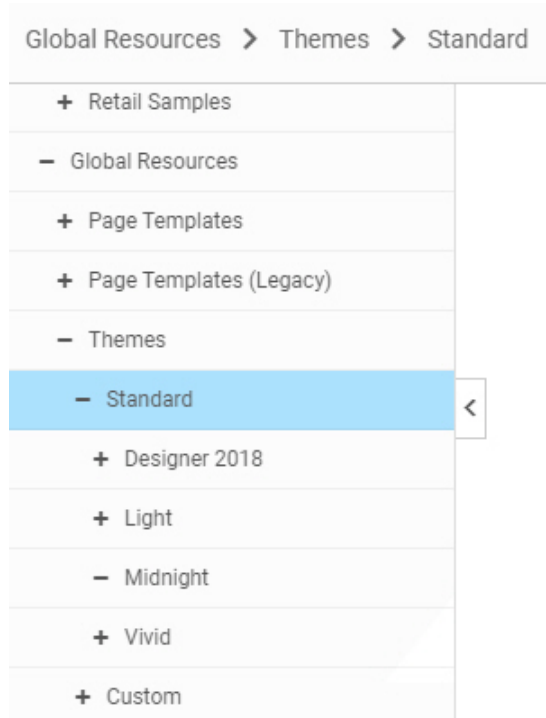 Global Resources > Themes > Standard
+ Retail Samples
− Global Resources
+ Page Templates
+ Page Templates (Legacy)
− Themes
− Standard
+ Designer 2018
+ Light
− Midnight
+ Vivid
+ Custom